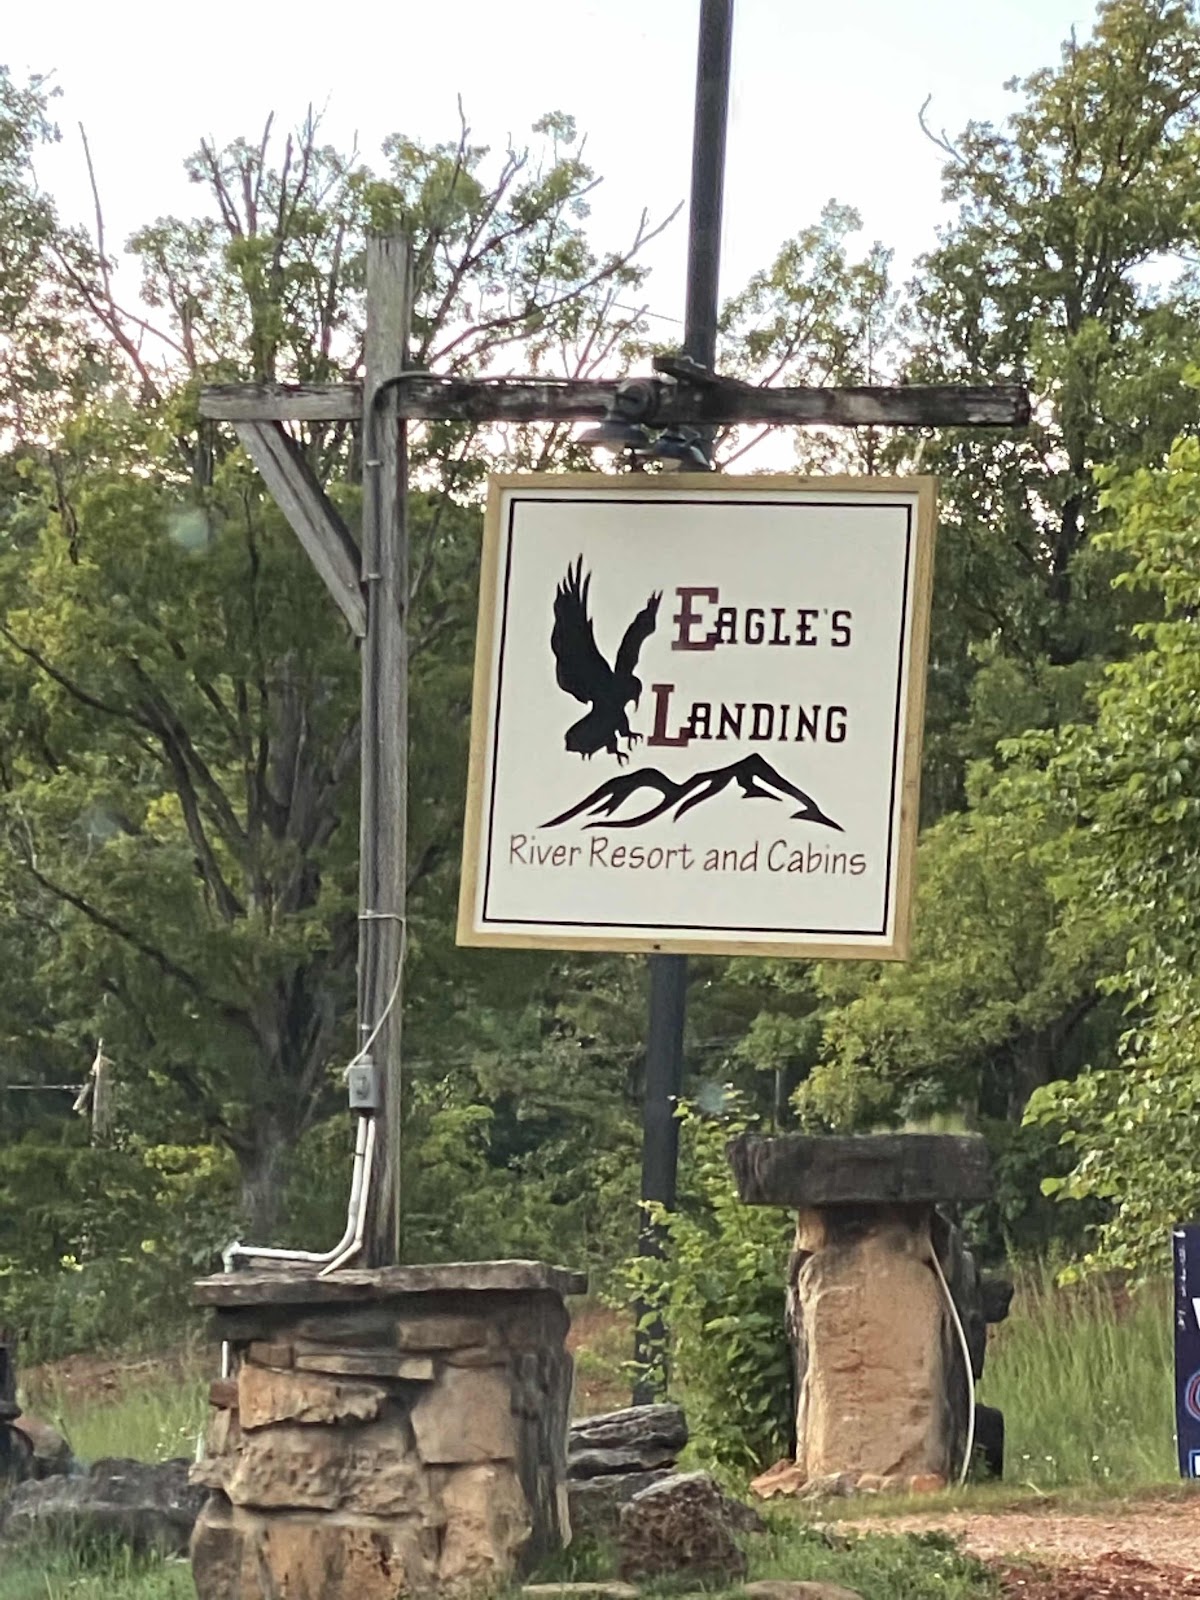 Eagle's
Landing
River Resort and Cabins